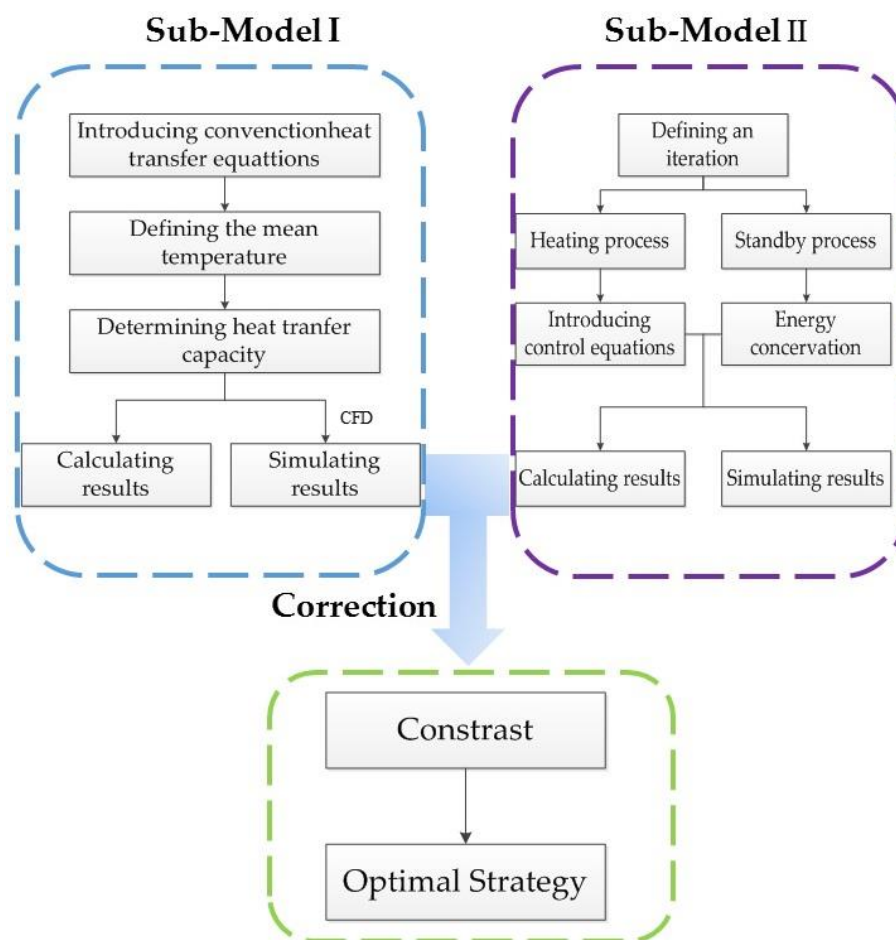 Sub-Model I
Introducing convenctionheat
transfer equattions
Defining the mean
temperature
Determining heat tranfer
capacity
CFD
Calculating
results
Simulating
results
Sub-Model II
Defining an
iteration
Heating process
Standby process
Introducing
control equations
Energy
concervation
Calculating results
Simulating results
Correction
Constrast
Optimal Strategy